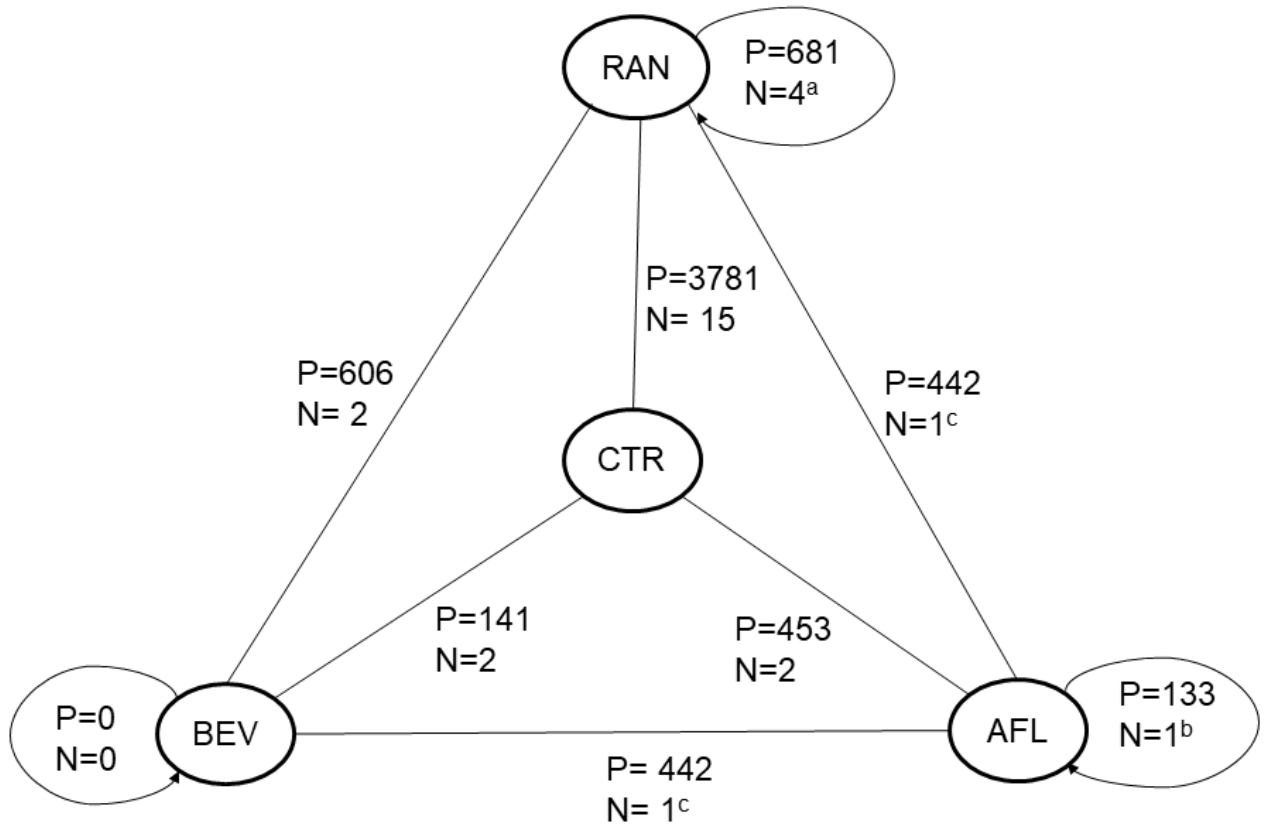 RAN
P=681
N=4ᵃ
P=3781
N= 15
P=606
N= 2
P=442
N=1ᶜ
CTR
P=141
N=2
P=453
N=2
P=0
N=0
BEV
AFL
P=133
N=1ᵇ
P= 442
N= 1ᶜ